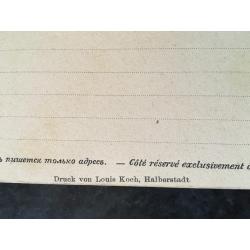 ъ пишется только адресъ. — Côté réservé exclusivement à
Druck von Louis Koch, Halberstadt.